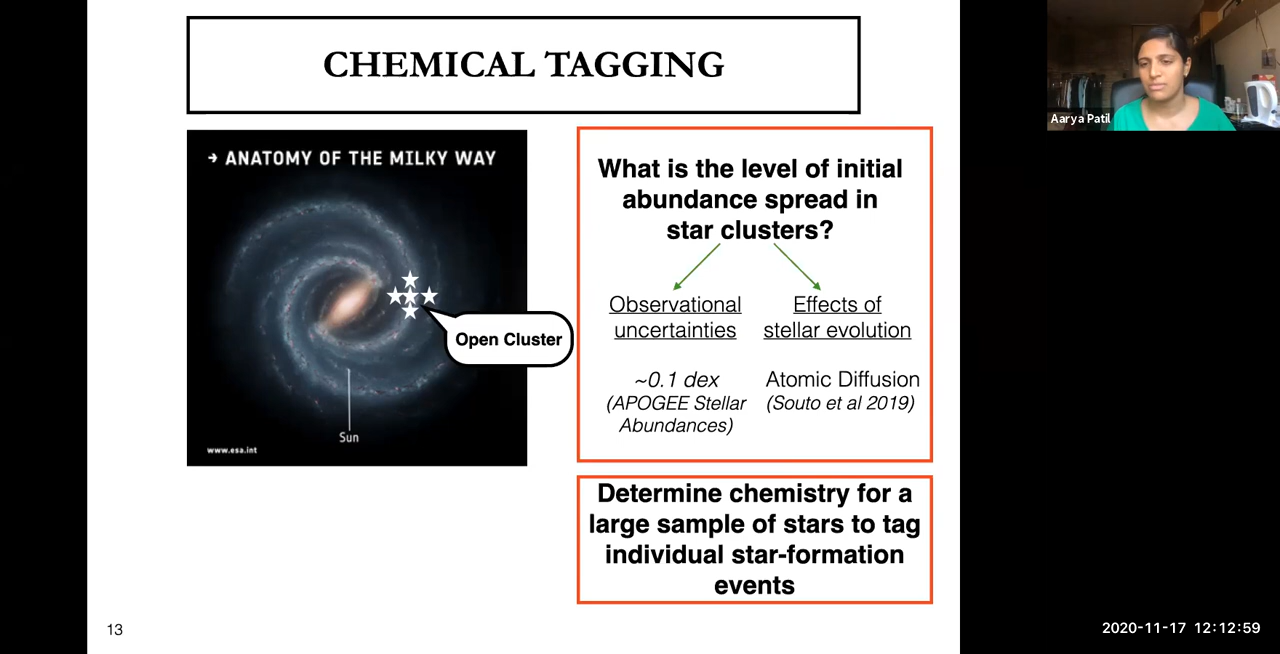 CHEMICAL TAGGING
→ ANATOMY OF THE MILKY WAY
Open Cluster
Sun
www.esa.int
What is the level of initial
abundance spread in
star clusters?
Observational
uncertainties
~0.1 dex
(APOGEE Stellar
Abundances)
Effects of
stellar evolution
Atomic Diffusion
(Souto et al 2019)
Determine chemistry for a
large sample of stars to tag
individual star-formation
events
13
Aarya Patil
2020-11-17 12:12:59